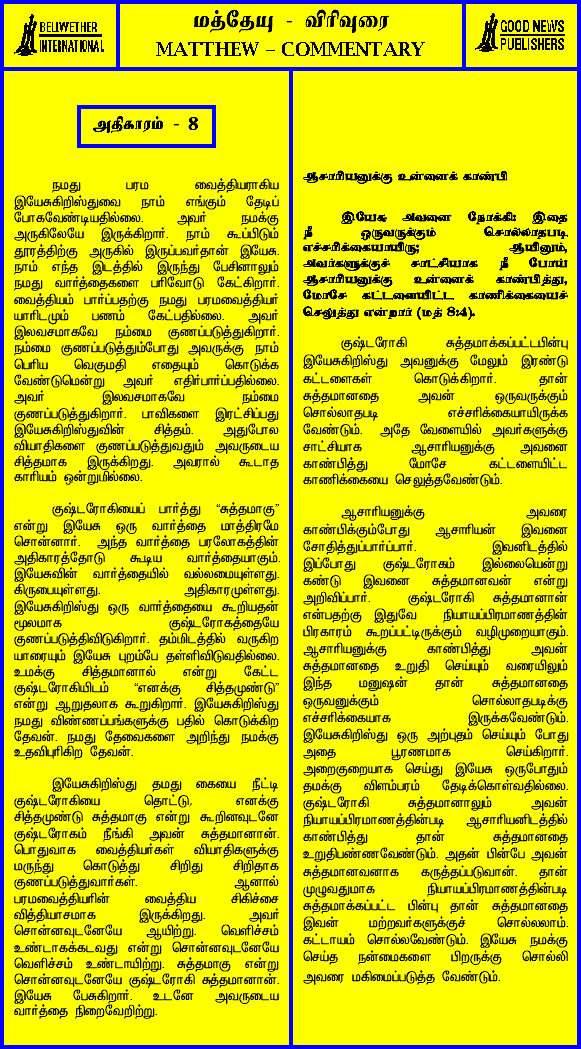 BELIWETHER
INTERNATIONAL
மத்தேயு - விரிவுரை
MATTHEW – COMMENTARY
GOOD NEWS
PUBLISHERS
அதிகாரம் - 8
நமது பரம வைத்தியராகிய
இயேசுகிறிஸ்துவை நாம் எங்கும் தேடிப்
போகவேண்டியதில்லை. அவர் நமக்கு
அருகிலேயே இருக்கிறார். நாம் கூப்பிடும்
தூரத்திற்கு அருகில் இருப்பவர்தான் இயேசு.
நாம் எந்த இடத்தில் இருந்து பேசினாலும்
நமது வார்த்தைகளை பரிவோடு கேட்கிறார்.
வைத்தியம் பார்ப்பதற்கு நமது பரமவைத்தியர்
யாரிடமும் பணம் கேட்பதில்லை. அவர்
இலவசமாகவே நம்மை குணப்படுத்துகிறார்.
நம்மை குணப்படுத்தும்போது அவருக்கு நாம்
பெரிய வெகுமதி எதையும் கொடுக்க
வேண்டுமென்று அவர் எதிர்பார்ப்பதில்லை.
அவர் இலவசமாகவே நம்மை
குணப்படுத்துகிறார். பாவிகளை இரட்சிப்பது
இயேசுகிறிஸ்துவின் சித்தம். அதுபோல
வியாதிகளை குணப்படுத்துவதும் அவருடைய
சித்தமாக இருக்கிறது. அவரால் கூடாத
காரியம் ஒன்றுமில்லை.
குஷ்டரோகியைப் பார்த்து “சுத்தமாகு”
என்று இயேசு ஒரு வார்த்தை மாத்திரமே
சொன்னார். அந்த வார்த்தை பரலோகத்தின்
அதிகாரத்தோடு கூடிய வார்த்தையாகும்.
இயேசுவின் வார்த்தையில் வல்லமையுள்ளது.
கிருபையுள்ளது. அதிகாரமுள்ளது.
இயேசுகிறிஸ்து ஒரு வார்த்தையை கூறியதன்
மூலமாக குஷ்டரோகத்தையே
குணப்படுத்திவிடுகிறார். தம்மிடத்தில் வருகிற
யாரையும் இயேசு புறம்பே தள்ளிவிடுவதில்லை.
உமக்கு சித்தமானால் என்று கேட்ட
குஷ்டரோகியிடம் “எனக்கு சித்தமுண்டு”
என்று ஆறுதலாக கூறுகிறார். இயேசுகிறிஸ்து
நமது விண்ணப்பங்களுக்கு பதில் கொடுக்கிற
தேவன். நமது தேவைகளை அறிந்து நமக்கு
உதவிபுரிகிற தேவன்.
இயேசுகிறிஸ்து தமது கையை நீட்டி
குஷ்டரோகியை தொட்டு, எனக்கு
சித்தமுண்டு சுத்தமாகு என்று கூறினவுடனே
குஷ்டரோகம் நீங்கி அவன் சுத்தமானான்.
பொதுவாக வைத்தியர்கள் வியாதிகளுக்கு
மருந்து கொடுத்து சிறிது சிறிதாக
குணப்படுத்துவார்கள். ஆனால்
பரமவைத்தியரின் வைத்திய சிகிச்சை
வித்தியாசமாக இருக்கிறது. அவர்
சொன்னவுடனேயே ஆயிற்று. வெளிச்சம்
உண்டாகக்கடவது என்று சொன்னவுடனேயே
வெளிச்சம் உண்டாயிற்று. சுத்தமாகு என்று
சொன்னவுடனேயே குஷ்டரோகி சுத்தமானான்.
இயேசு பேசுகிறார். உடனே அவருடைய
வார்த்தை நிறைவேறிற்று.
ஆசாரியனுக்கு உன்னைக் காண்பி
இயேசு அவனை நோக்கி: இதை
நீ ஒருவருக்கும் சொல்லாதபடி
எச்சரிக்கையாயிரு; ஆயினும்,
அவர்களுக்குச் சாட்சியாக நீ போய்
ஆசாரியனுக்கு உன்னைக் காண்பித்து,
மோசே கட்டளையிட்ட காணிக்கையைச்
செலுத்து என்றார் (மத் 8:4).
குஷ்டரோகி சுத்தமாக்கப்பட்டபின்பு
இயேசுகிறிஸ்து அவனுக்கு மேலும் இரண்டு
கட்டளைகள் கொடுக்கிறார். தான்
சுத்தமானதை அவன் ஒருவருக்கும்
சொல்லாதபடி எச்சரிக்கையாயிருக்க
வேண்டும். அதே வேளையில் அவர்களுக்கு
சாட்சியாக ஆசாரியனுக்கு அவனை
காண்பித்து மோசே கட்டளையிட்ட
காணிக்கையை செலுத்தவேண்டும்.
ஆசாரியனுக்கு அவரை
காண்பிக்கும்போது ஆசாரியன் இவனை
சோதித்துப்பார்ப்பார். இவனிடத்தில்
இப்போது குஷ்டரோகம் இல்லையென்று
கண்டு இவனை சுத்தமானவன் என்று
அறிவிப்பார். குஷ்டரோகி சுத்தமானான்
என்பதற்கு இதுவே நியாயப்பிரமாணத்தின்
பிரகாரம் கூறப்பட்டிருக்கும் வழிமுறையாகும்.
ஆசாரியனுக்கு காண்பித்து அவன்
சுத்தமானதை உறுதி செய்யும் வரையிலும்
இந்த மனுஷன் தான் சுத்தமானதை
ஒருவனுக்கும் சொல்லாதபடிக்கு
எச்சரிக்கையாக இருக்கவேண்டும்.
இயேசுகிறிஸ்து ஒரு அற்புதம் செய்யும் போது
அதை பூரணமாக செய்கிறார்.
அறைகுறையாக செய்து இயேசு ஒருபோதும்
தமக்கு விளம்பரம் தேடிக்கொள்வதில்லை.
குஷ்டரோகி சுத்தமானாலும் அவன்
நியாயப்பிரமாணத்தின்படி ஆசாரியனிடத்தில்
காண்பித்து தான் சுத்தமானதை
உறுதிபண்ணவேண்டும். அதன் பின்பே அவன்
சுத்தமானவனாக கருத்தப்படுவான். தான்
முழுவதுமாக நியாயப்பிரமாணத்தின்படி
சுத்தமாக்கப்பட்ட பின்பு தான் சுத்தமானதை
இவன் மற்றவர்களுக்குச் சொல்லலாம்.
கட்டாயம் சொல்லவேண்டும். இயேசு நமக்கு
செய்த நன்மைகளை பிறருக்கு சொல்லி
அவரை மகிமைப்படுத்த வேண்டும்.